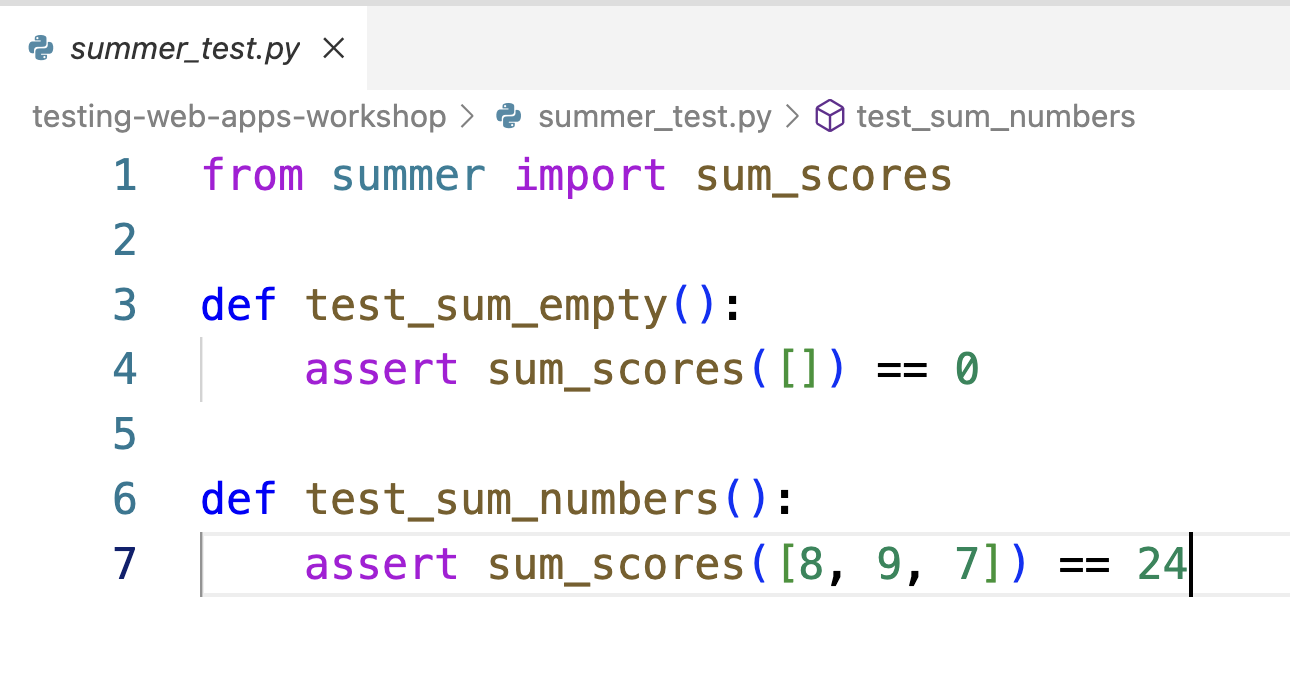 summer_test.py
testing-web-apps-workshop > summer_test.py > test_sum_numbers
1 from summer import sum_scores
2
3 def test_sum_empty():
4     assert sum_scores([]) == 0
5
6 def test_sum_numbers():
7     assert sum_scores([8, 9, 7]) == 24